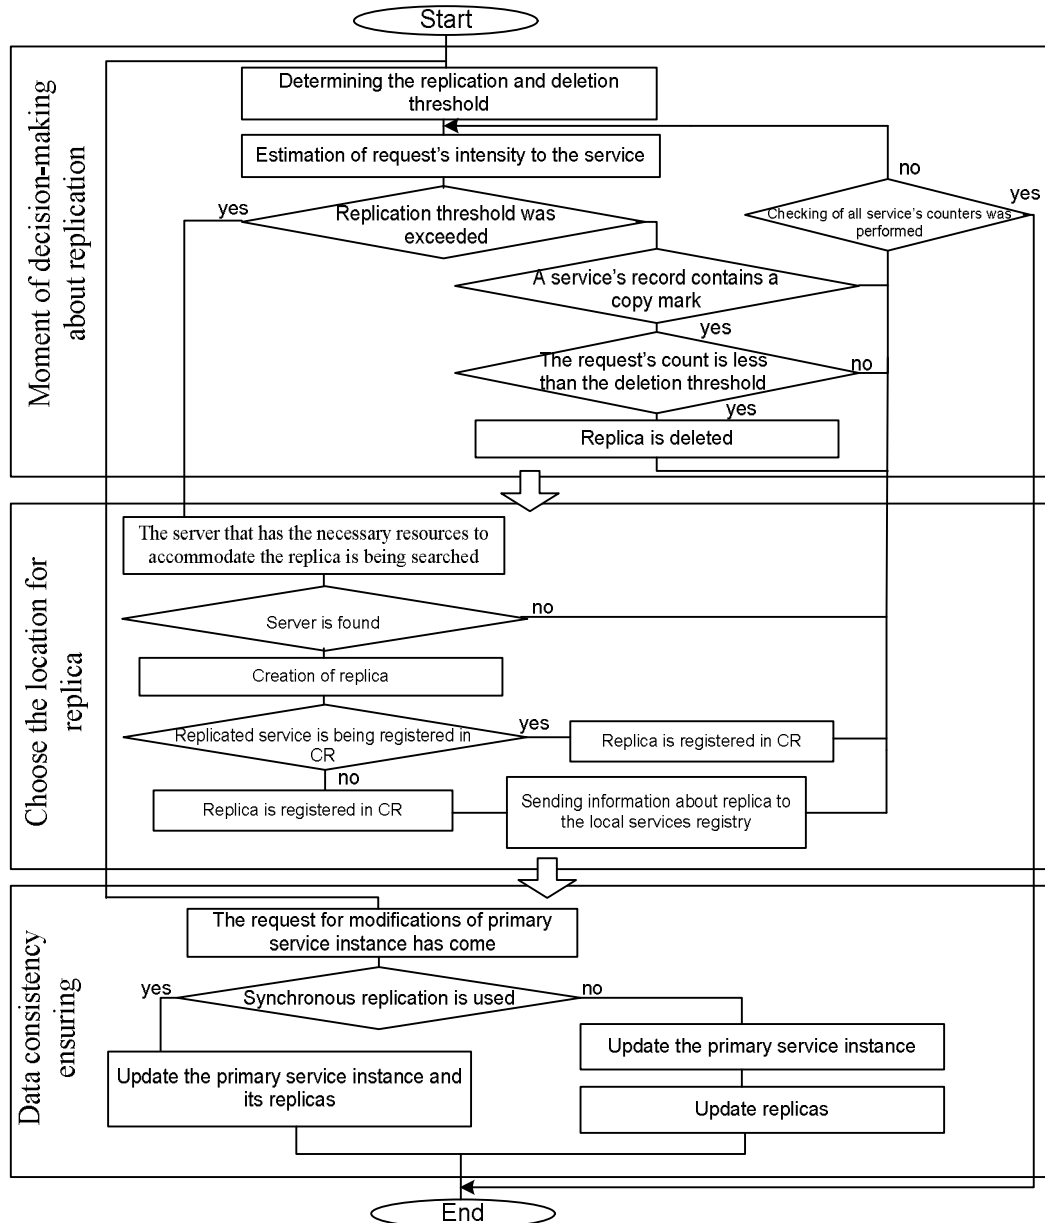 Start
Moment of decision-making
about replication
Determining the replication and deletion
threshold
Estimation of request's intensity to the service
no
yes
Checking of all service's counters was
performed
yes
Replication threshold was
exceeded
A service's record contains a
copy mark
yes
The request's count is less
than the deletion threshold
no
yes
Replica is deleted
Choose the location for
replica
The server that has the necessary resources to
accommodate the replica is being searched
Server is found
no
Creation of replica
Replicated service is being registered in
CR
yes
Replica is registered in CR
no
Replica is registered in CR
Sending information about replica to
the local services registry
Data consistency
ensuring
The request for modifications of primary
service instance has come
yes
Synchronous replication is used
no
Update the primary service instance and
its replicas
Update the primary service instance
Update replicas
End